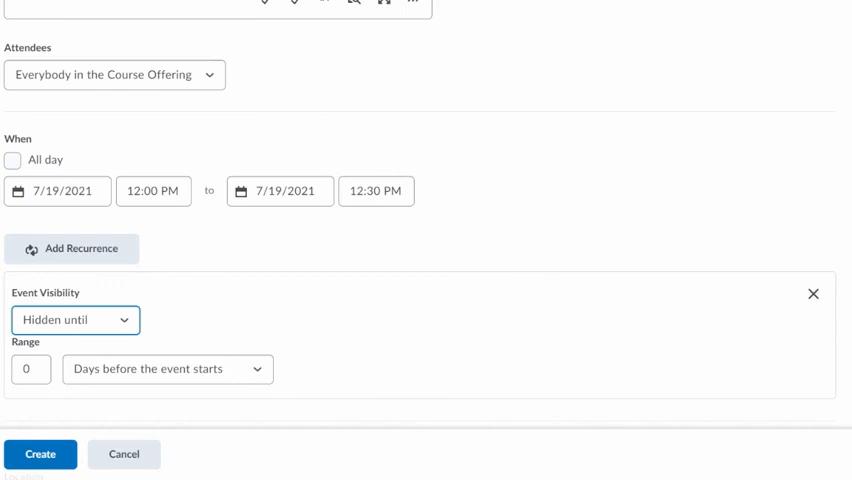 Attendees
Everybody in the Course Offering
When
All day
7/19/2021 12:00 PM to 7/19/2021 12:30 PM
Add Recurrence
Event Visibility
Hidden until
Range
0 Days before the event starts
Create Cancel
Location